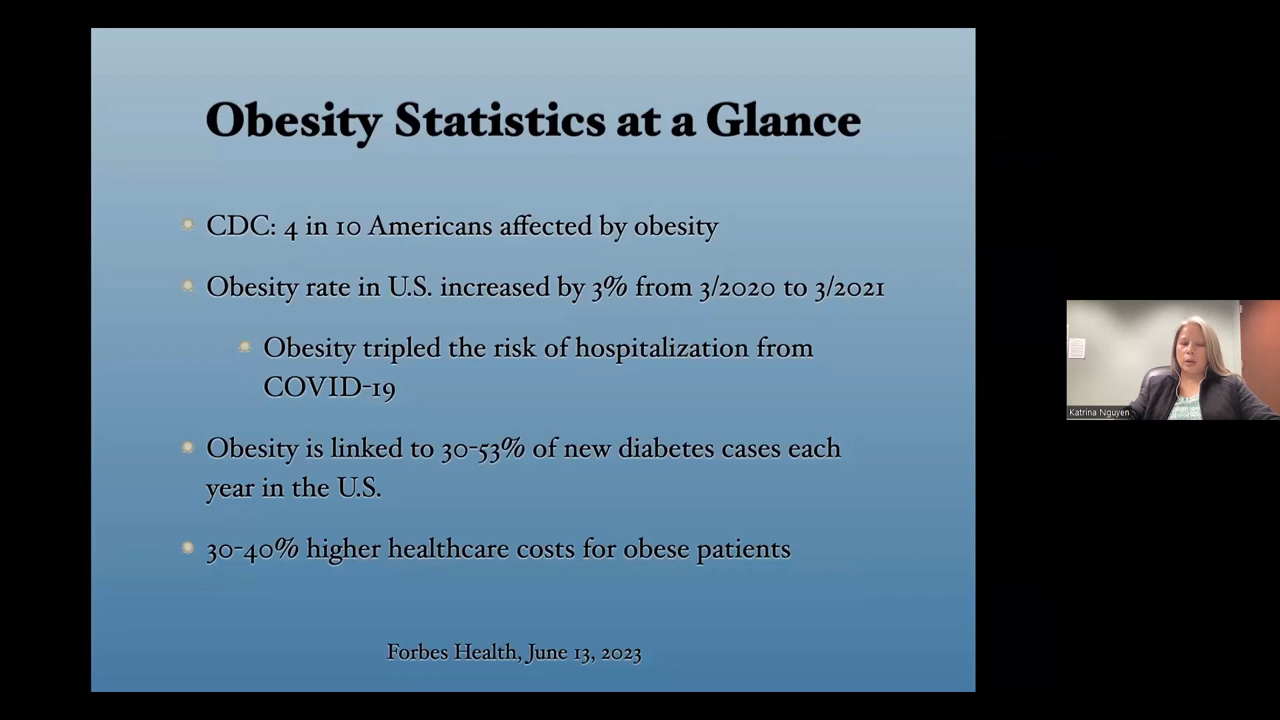 Obesity Statistics at a Glance
CDC: 4 in 10 Americans affected by obesity
Obesity rate in U.S. increased by 3% from 3/2020 to 3/2021
Obesity tripled the risk of hospitalization from
COVID-19
Obesity is linked to 30-53% of new diabetes cases each
year in the U.S.
30-40% higher healthcare costs for obese patients
Forbes Health, June 13, 2023
Katrina Nguyen